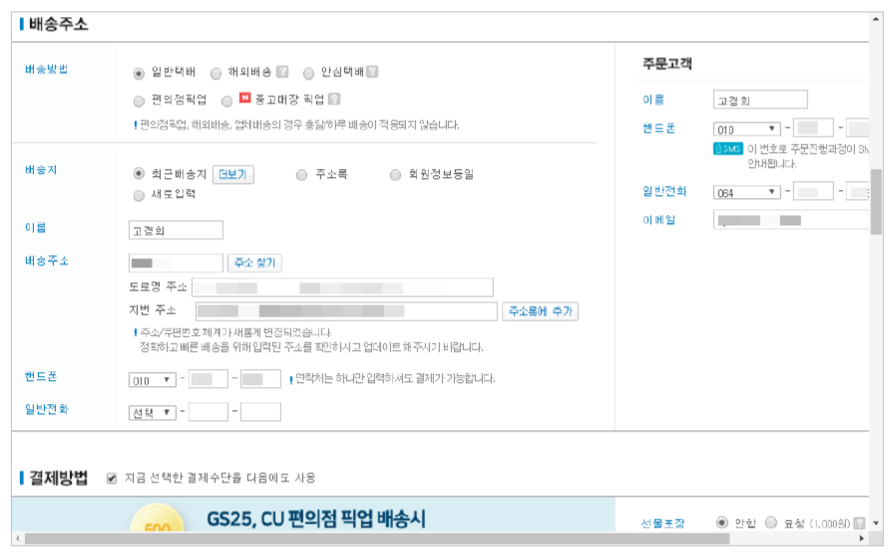 배송주소
배송방법
일반택배 해외배송 ? 안심택배 ?
편의점픽업 중고매장 픽업 ?
! 편의점픽업, 해외배송, 업체배송의 경우 총알/하루 배송이 적용되지 않습니다.
배송지
최근배송지 더보기 주소록 회원정보동일
새로입력
이름 고경희
배송주소 주소 찾기
도로명 주소
지번 주소 주소록에 추가
! 주소/우편번호 체계가 새롭게 변경되었습니다.
정확하고 빠른 배송을 위해 입력된 주소를 확인하시고 업데이트 해주시기 바랍니다.
핸드폰 010 - - ! 연락처는 하나만 입력하셔도 결제가 가능합니다.
일반전화 선택 - -
주문고객
이름 고경희
핸드폰 010 - -
SMS 이 번호로 주문진행과정이
안내됩니다.
일반전화 064 - -
이메일
결제방법 지금 선택한 결제수단을 다음에도 사용
500
GS25, CU 편의점 픽업 배송시
선물포장 안함 요청 (1,000원) ?